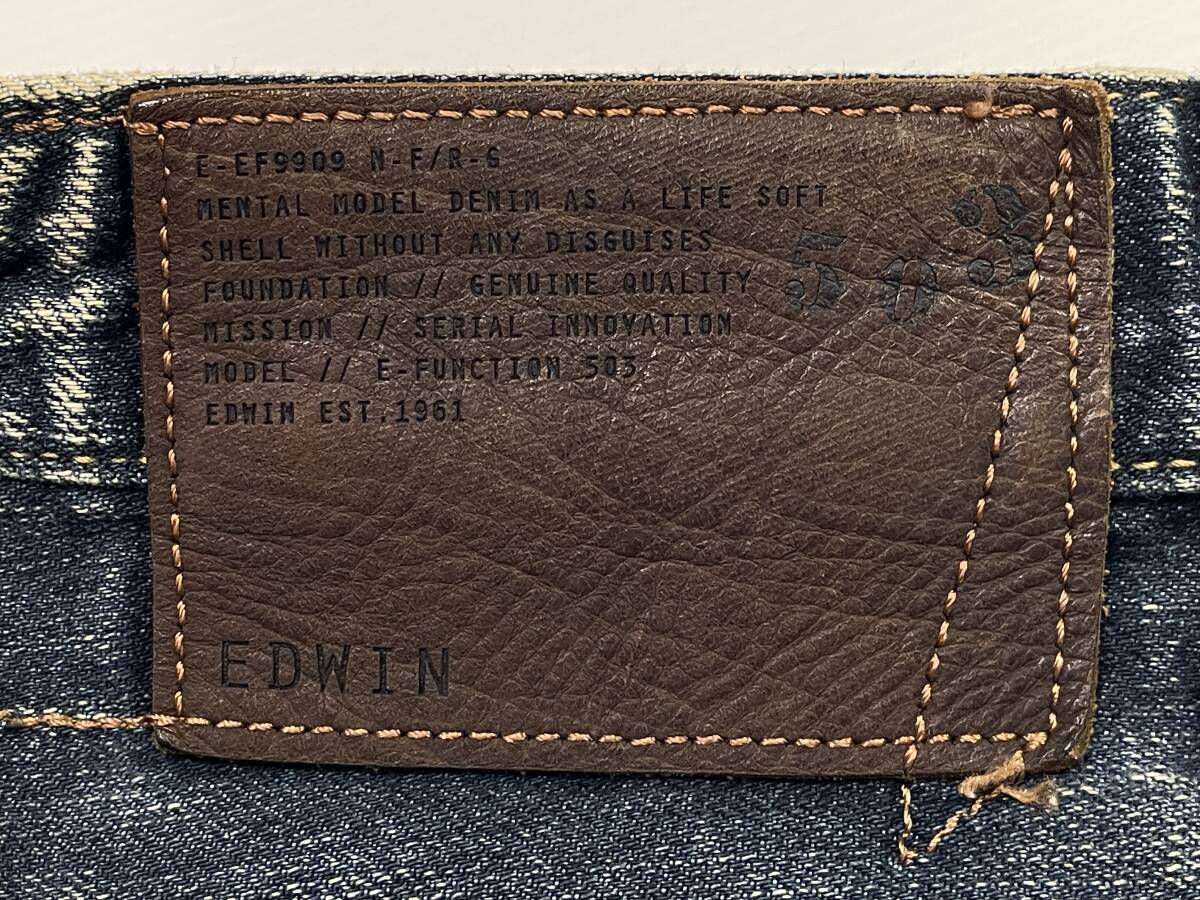 E-EF9909 N-F/R-G
MENTAL MODEL DENIM AS A LIFE SOFT
SHELL WITHOUT ANY DISGUISES
FOUNDATION // GENUINE QUALITY
MISSION // SERIAL INNOVATION
MODEL // E-FUNCTION 503
EDWIN EST.1961
503
EDWIN